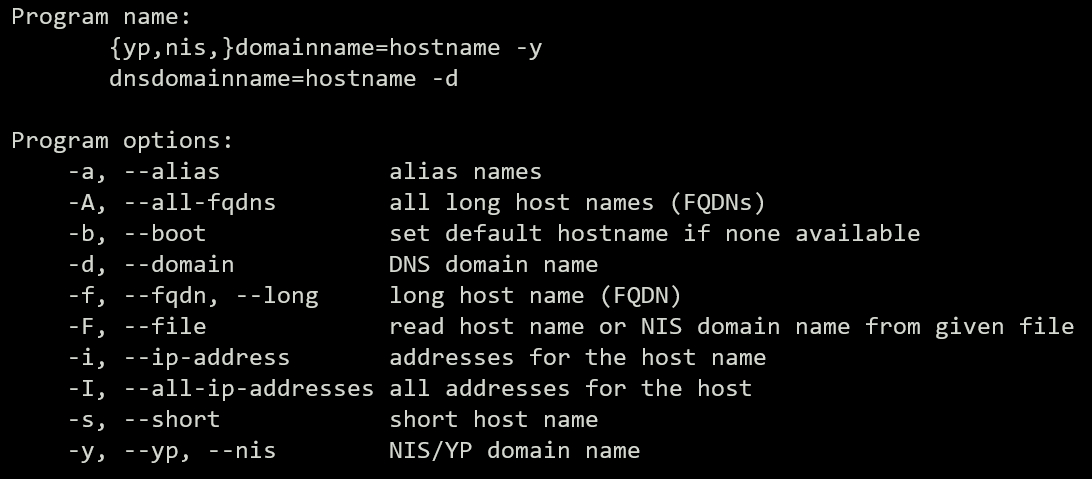 Program name:
       {yp,nis,}domainname=hostname -y
       dnsdomainname=hostname -d

Program options:
    -a, --alias            alias names
    -A, --all-fqdns        all long host names (FQDNs)
    -b, --boot             set default hostname if none available
    -d, --domain           DNS domain name
    -f, --fqdn, --long     long host name (FQDN)
    -F, --file             read host name or NIS domain name from given file
    -i, --ip-address       addresses for the host name
    -I, --all-ip-addresses all addresses for the host
    -s, --short            short host name
    -y, --yp, --nis        NIS/YP domain name